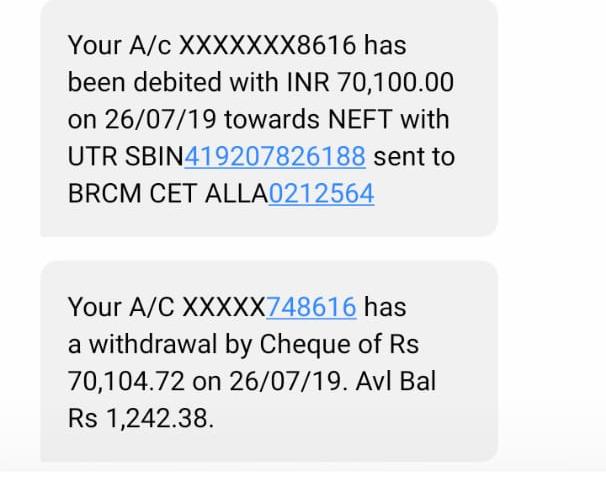 Your A/c XXXXXXX8616 has
been debited with INR 70,100.00
on 26/07/19 towards NEFT with
UTR SBIN419207826188 sent to
BRCM CET ALLA0212564
Your A/C XXXXX748616 has
a withdrawal by Cheque of Rs
70,104.72 on 26/07/19. Avl Bal
Rs 1,242.38.